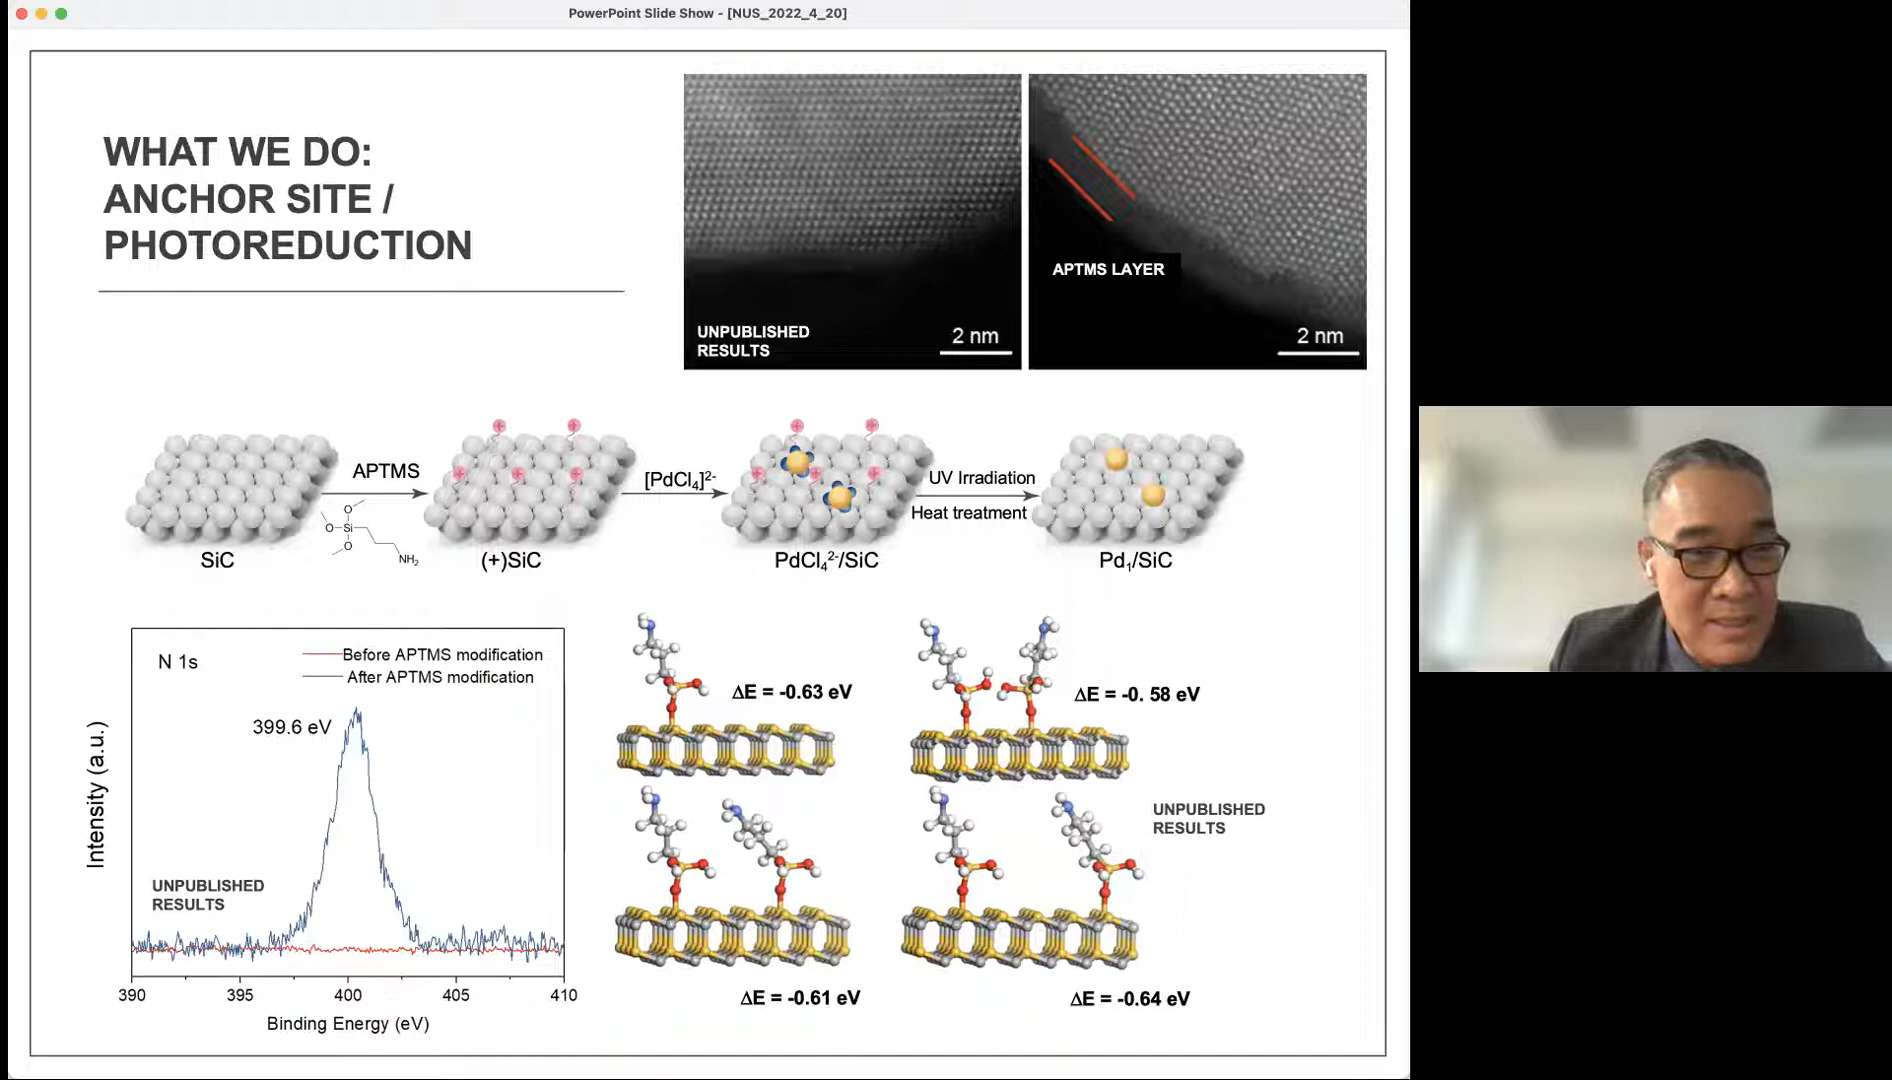 PowerPoint Slide Show - [NUS_2022_4_20]
WHAT WE DO:
ANCHOR SITE /
PHOTOREDUCTION
UNPUBLISHED
RESULTS
2 nm
APTMS LAYER
2 nm
APTMS
[PdCl₄]²⁻
UV Irradiation
Heat treatment
O
O
Si
O
NH₂
SiC
(+)SiC
PdCl₄²⁻/SiC
Pd₁/SiC
N 1s
Before APTMS modification
After APTMS modification
399.6 eV
Intensity (a.u.)
UNPUBLISHED
RESULTS
390
395
400
405
410
Binding Energy (eV)
ΔE = -0.63 eV
ΔE = -0. 58 eV
UNPUBLISHED
RESULTS
ΔE = -0.61 eV
ΔE = -0.64 eV